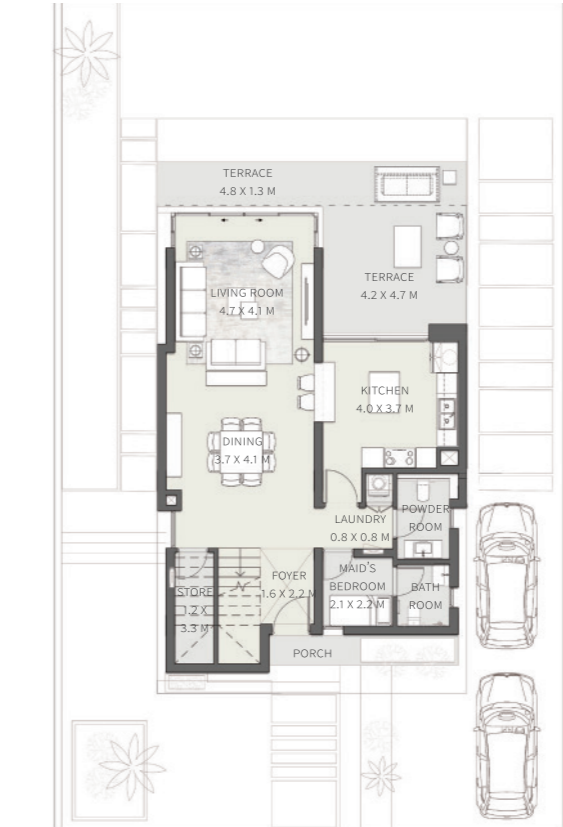 TERRACE
4.8 X 1.3 M
TERRACE
4.2 X 4.7 M
LIVING ROOM
4.7 X 4.1 M
KITCHEN
4.0 X 3.7 M
DINING
3.7 X 4.1 M
POWDER
ROOM
LAUNDRY
0.8 X 0.8 M
MAID'S
BEDROOM
2.1 X 2.2 M
BATH
ROOM
FOYER
1.6 X 2.2 M
STORE
1.2 X
3.3 M
PORCH